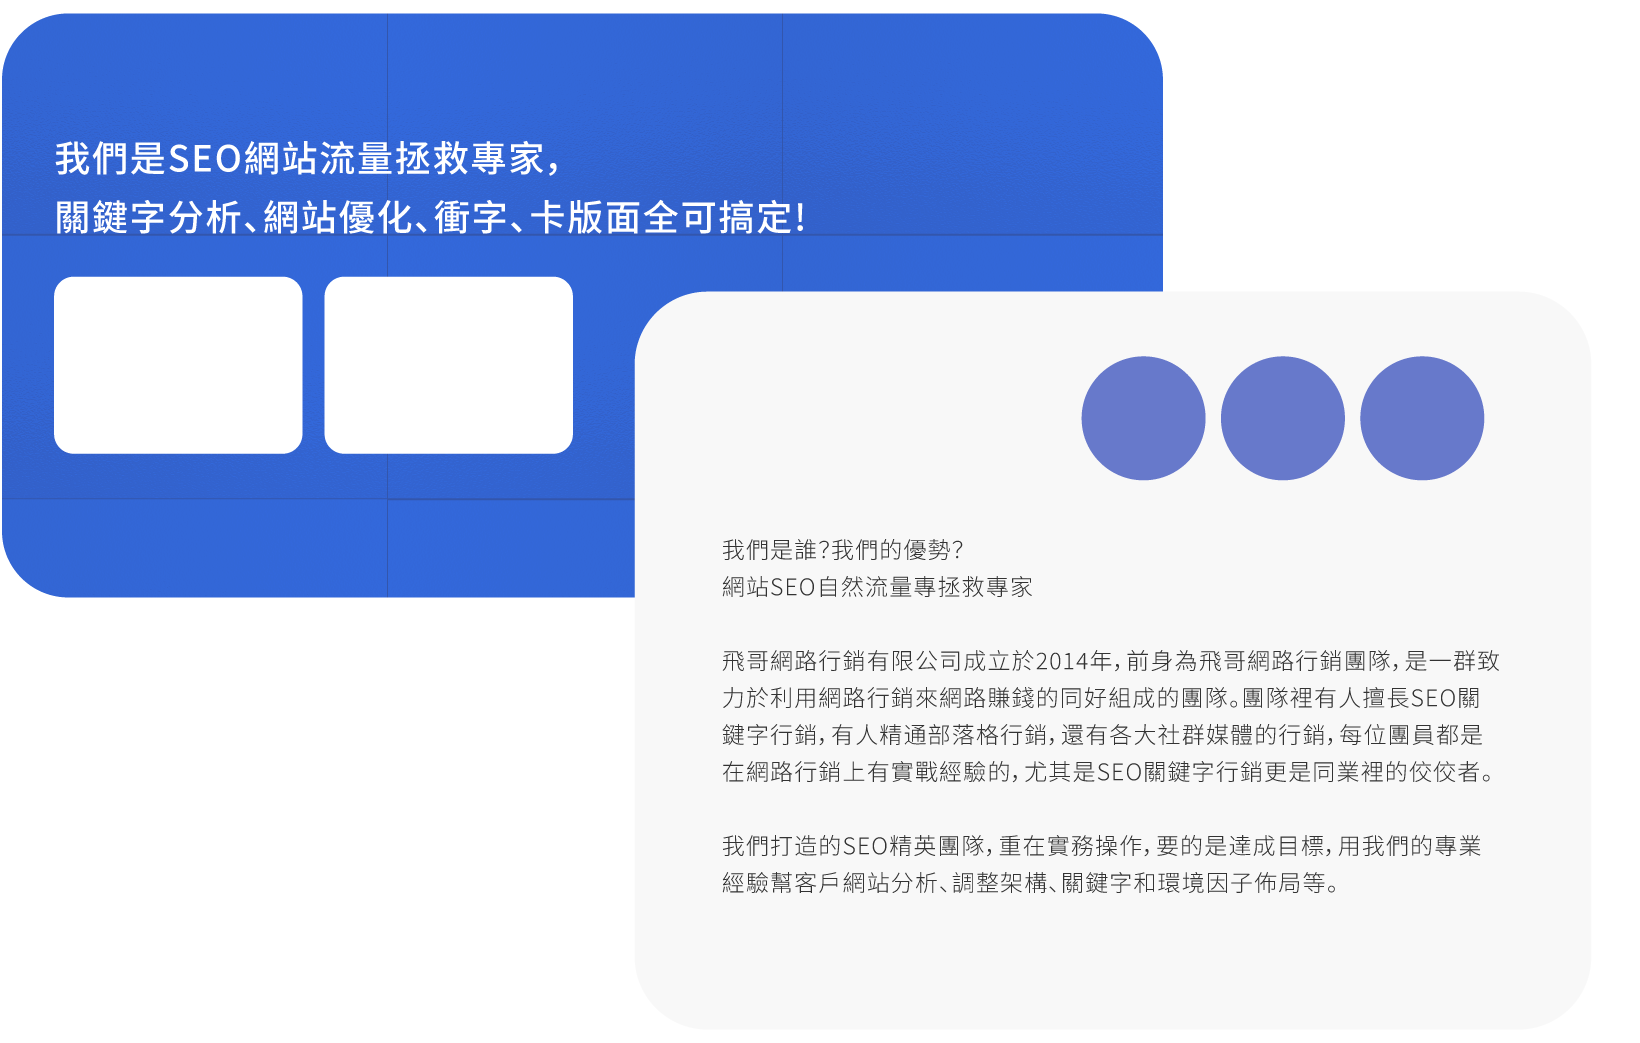 我們是SEO網站流量拯救專家，
關鍵字分析、網站優化、衝字、卡版面全可搞定！
我們是誰？我們的優勢？
網站SEO自然流量專拯救專家
飛哥網路行銷有限公司成立於2014年，前身為飛哥網路行銷團隊，是一群致
力於利用網路行銷來網路賺錢的同好組成的團隊。團隊裡有人擅長SEO關
鍵字行銷，有人精通部落格行銷，還有各大社群媒體的行銷，每位團員都是
在網路行銷上有實戰經驗的，尤其是SEO關鍵字行銷更是同業裡的佼佼者。
我們打造的SEO精英團隊，重在實務操作，要的是達成目標，用我們的專業
經驗幫客戶網站分析、調整架構、關鍵字和環境因子佈局等。